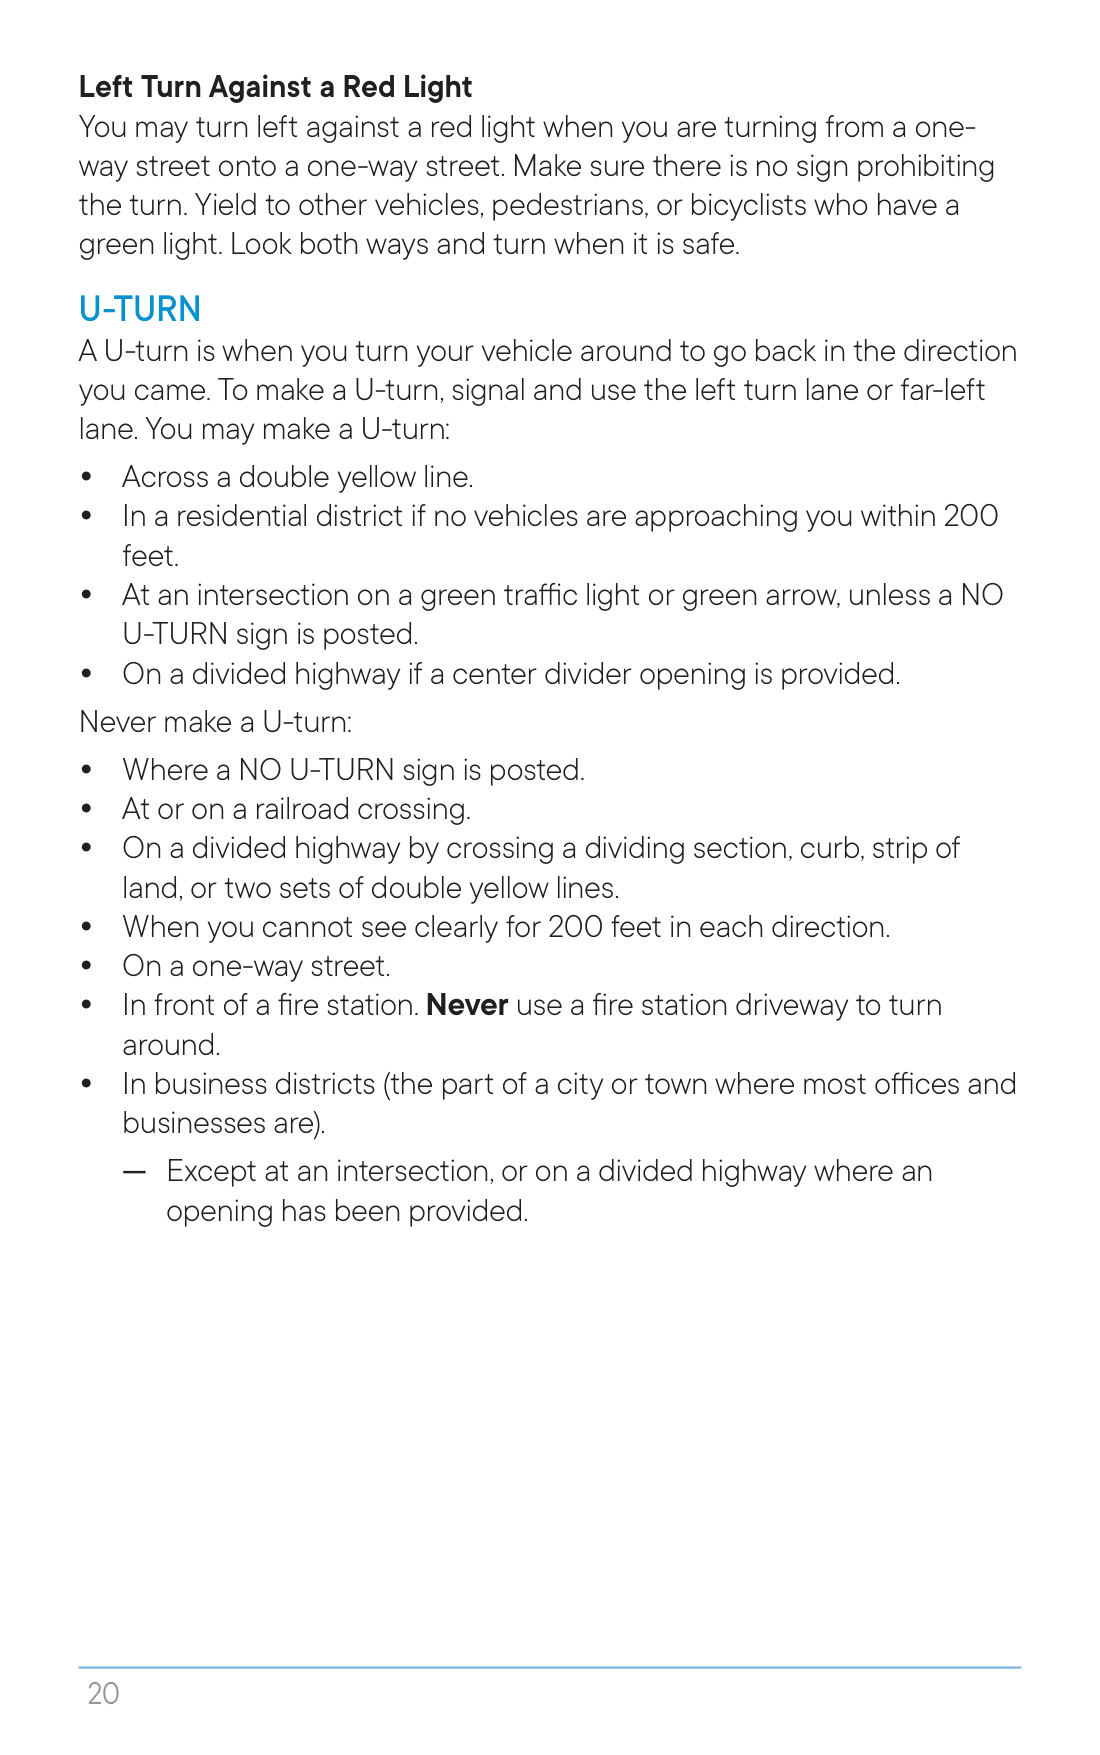 Left Turn Against a Red Light
You may turn left against a red light when you are turning from a one-
way street onto a one-way street. Make sure there is no sign prohibiting
the turn. Yield to other vehicles, pedestrians, or bicyclists who have a
green light. Look both ways and turn when it is safe.
U-TURN
A U-turn is when you turn your vehicle around to go back in the direction
you came. To make a U-turn, signal and use the left turn lane or far-left
lane. You may make a U-turn:
• Across a double yellow line.
• In a residential district if no vehicles are approaching you within 200
feet.
• At an intersection on a green traffic light or green arrow, unless a NO
U-TURN sign is posted.
• On a divided highway if a center divider opening is provided.
Never make a U-turn:
• Where a NO U-TURN sign is posted.
• At or on a railroad crossing.
• On a divided highway by crossing a dividing section, curb, strip of
land, or two sets of double yellow lines.
• When you cannot see clearly for 200 feet in each direction.
• On a one-way street.
• In front of a fire station. Never use a fire station driveway to turn
around.
• In business districts (the part of a city or town where most offices and
businesses are).
— Except at an intersection, or on a divided highway where an
opening has been provided.
20